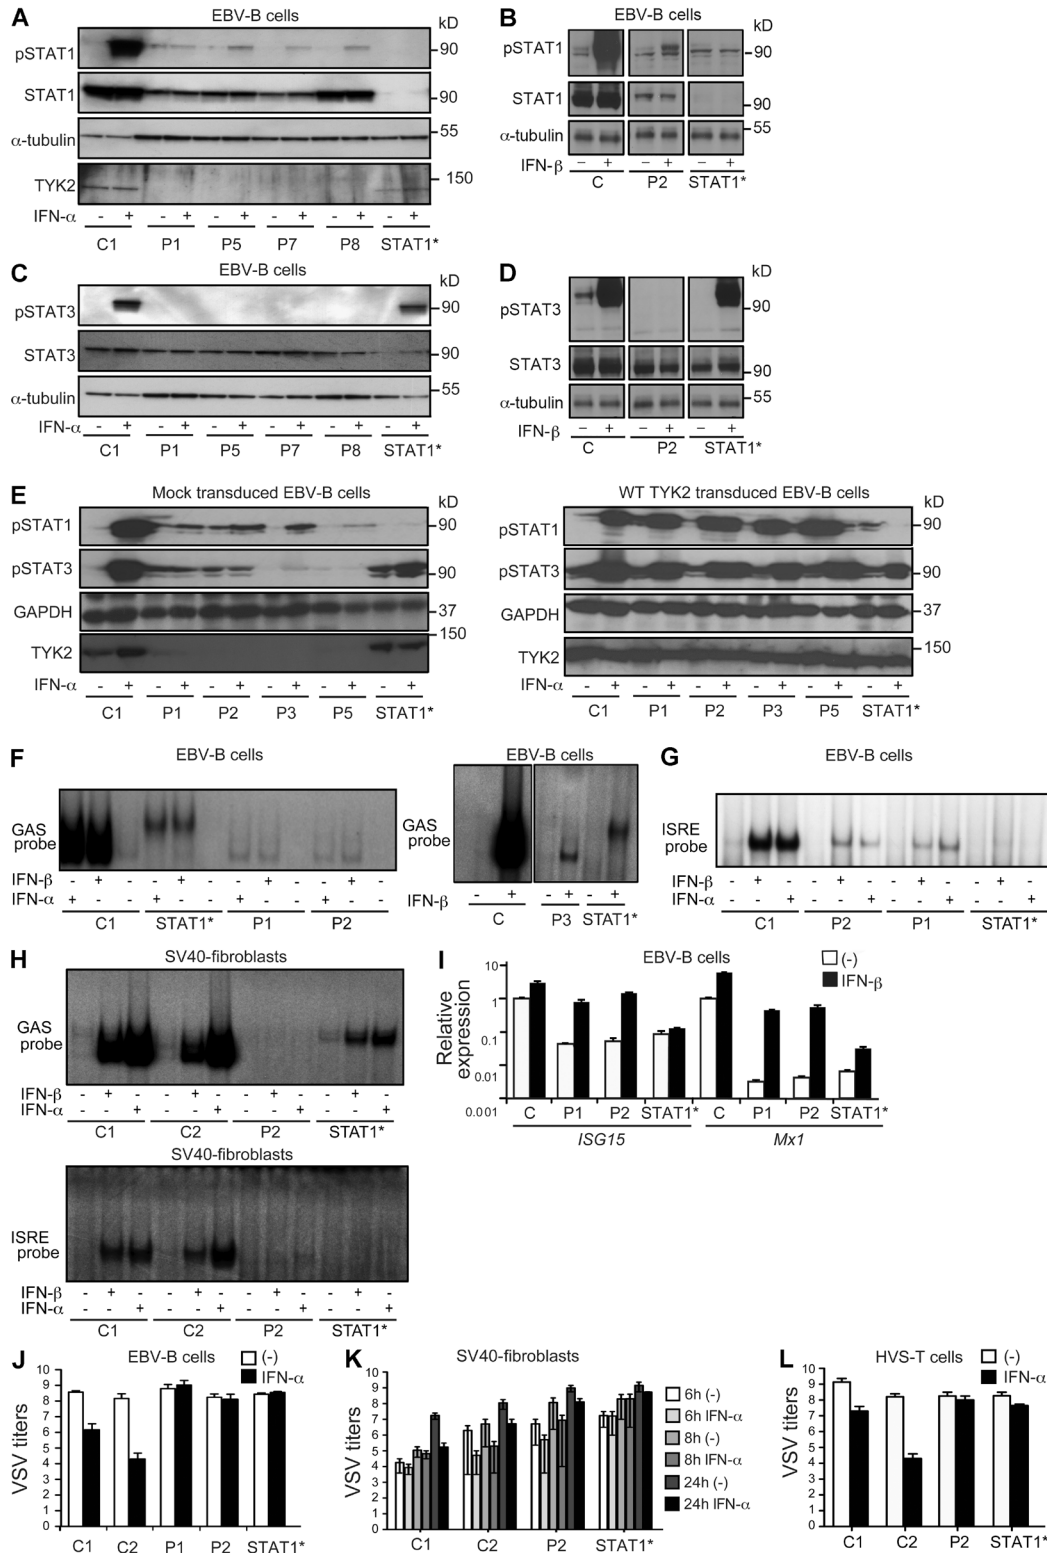 A
EBV-B cells
kD
pSTAT1
90
STAT1
90
α-tubulin
55
TYK2
150
IFN-α - + - + - + - + - + - +
C1 P1 P5 P7 P8 STAT1*
B
EBV-B cells
kD
pSTAT1
90
STAT1
90
α-tubulin
55
IFN-β – + – + – +
C P2 STAT1*
C
EBV-B cells
kD
pSTAT3
90
STAT3
90
α-tubulin
55
IFN-α - + - + - + - + - + - +
C1 P1 P5 P7 P8 STAT1*
D
kD
pSTAT3
90
STAT3
90
α-tubulin
55
IFN-β – + – + – +
C P2 STAT1*
E
Mock transduced EBV-B cells
kD
pSTAT1
90
pSTAT3
90
GAPDH
37
150
TYK2
IFN-α - + - + - + - + - + - +
C1 P1 P2 P3 P5 STAT1*
WT TYK2 transduced EBV-B cells
kD
pSTAT1
90
pSTAT3
90
GAPDH
37
150
TYK2
IFN-α - + - + - + - + - + - +
C1 P1 P2 P3 P5 STAT1*
F
EBV-B cells
GAS
probe
IFN-β - + - - + - - + - - + -
IFN-α + - - + - - + - - + - -
C1 STAT1* P1 P2
EBV-B cells
GAS
probe
IFN-β - + - + - +
C P3 STAT1*
G
EBV-B cells
ISRE
probe
IFN-β - + - - + - - + - - + -
IFN-α - - + - - + - - + - - +
C1 P2 P1 STAT1*
H
SV40-fibroblasts
GAS
probe
IFN-β - + - - + - - + - - + -
IFN-α - - + - - + - - + - - +
C1 C2 P2 STAT1*
SV40-fibroblasts
ISRE
probe
IFN-β - + - - + - - + - - + -
IFN-α - - + - - + - - + - - +
C1 C2 P2 STAT1*
I
EBV-B cells
(-)
IFN-β
Relative
expression
10
1
0.1
0.01
0.001
C P1 P2 STAT1* C P1 P2 STAT1*
ISG15 Mx1
J
EBV-B cells
(-)
IFN-α
VSV titers
10
9
8
7
6
5
4
3
2
1
0
C1 C2 P1 P2 STAT1*
K
SV40-fibroblasts
VSV titers
10
9
8
7
6
5
4
3
2
1
0
6h (-)
6h IFN-α
8h (-)
8h IFN-α
24h (-)
24h IFN-α
C1 C2 P2 STAT1*
L
HVS-T cells
(-)
IFN-α
VSV titers
10
9
8
7
6
5
4
3
2
1
0
C1 C2 P2 STAT1*